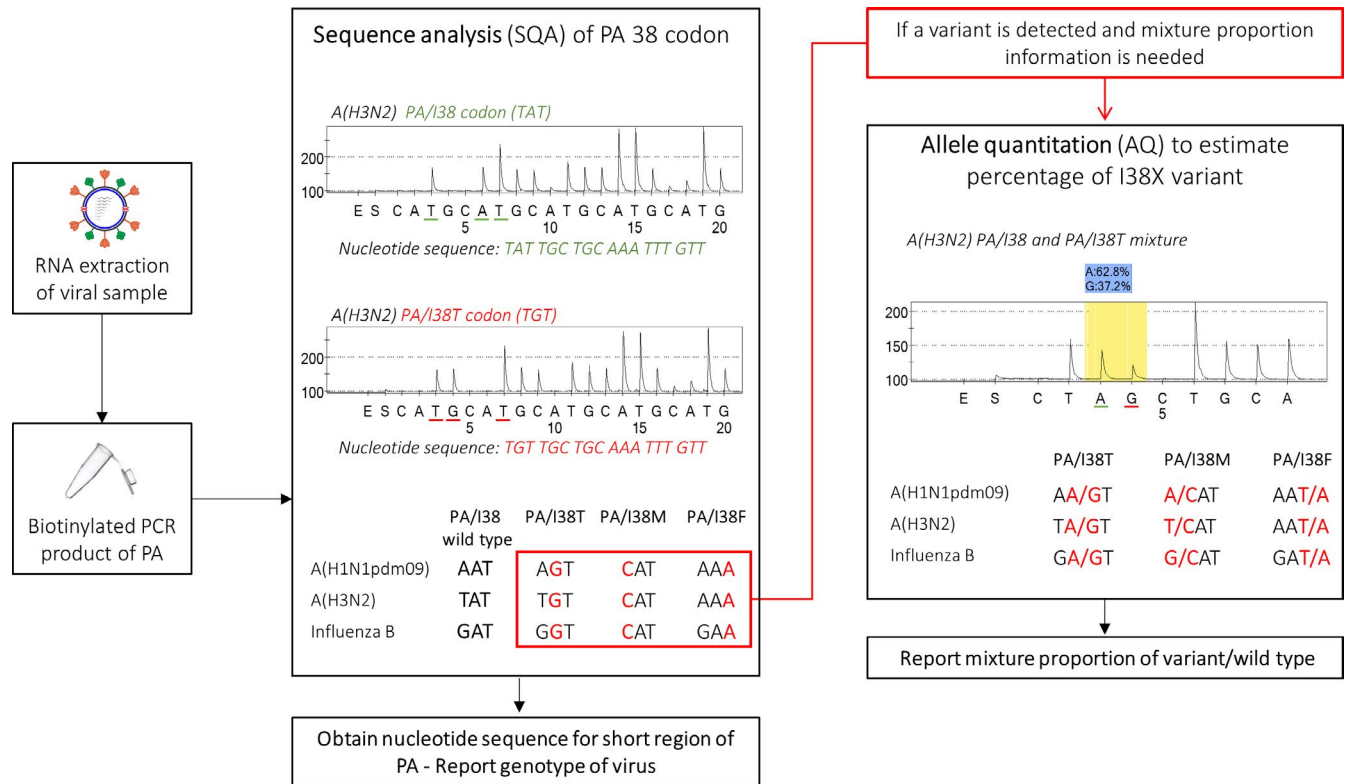 RNA extraction
of viral sample
Biotinylated PCR
product of PA
Sequence analysis (SQA) of PA 38 codon
A(H3N2) PA/I38 codon (TAT)
200
100
E S C A T G C A T G C A T G C A T G C A T G
5 10 15 20
Nucleotide sequence: TAT TGC TGC AAA TTT GTT
A(H3N2) PA/I38T codon (TGT)
200
100
E S C A T G C A T G C A T G C A T G C A T G
5 10 15 20
Nucleotide sequence: TGT TGC TGC AAA TTT GTT
PA/I38 PA/I38T PA/I38M PA/I38F
wild type
A(H1N1pdm09) AAT AGT CAT AAA
A(H3N2) TAT TGT CAT AAA
Influenza B GAT GGT CAT GAA
Obtain nucleotide sequence for short region of
PA - Report genotype of virus
If a variant is detected and mixture proportion
information is needed
Allele quantitation (AQ) to estimate
percentage of I38X variant
A(H3N2) PA/I38 and PA/I38T mixture
A:62.8%
G:37.2%
200
150
100
E S C T A G C T G C A
5
PA/I38T PA/I38M PA/I38F
A(H1N1pdm09) AA/GT A/CAT AAT/A
A(H3N2) TA/GT T/CAT AAT/A
Influenza B GA/GT G/CAT GAT/A
Report mixture proportion of variant/wild type